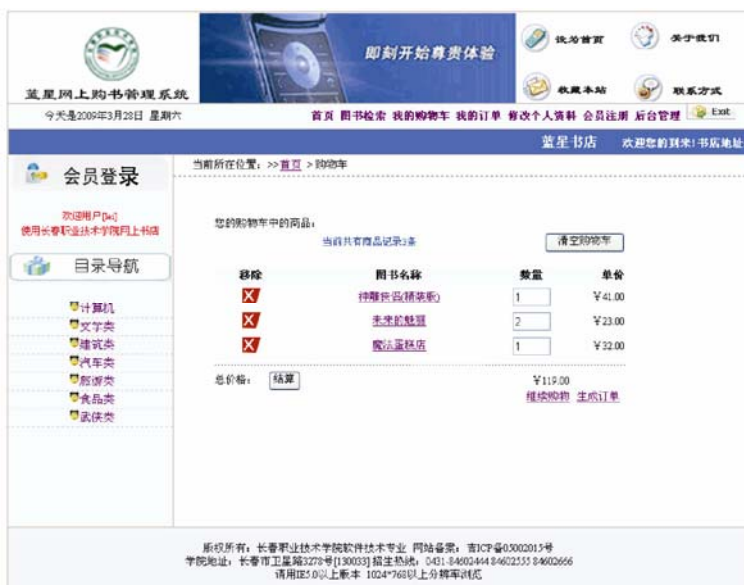 即刻开始尊贵体验
设为首页
关于我们
收藏本站
联系方式
蓝星网上购书管理系统
今天是2009年3月28日 星期六
首页 图书检索 我的购物车 我的订单 修改个人资料 会员注册 后台管理 Exit
蓝星书店 欢迎您的到来!书店地址
会员登录
当前所在位置：>>首页 > 购物车
欢迎用户[lei]
使用长春职业技术学院网上书店
目录导航
计算机
文学类
建筑类
汽车类
旅游类
食品类
武侠类
您的购物车中的商品：
当前共有商品记录3条
清空购物车
移除 图书名称 数量 单价
神雕侠侣(精装版) 1 ￥41.00
未来的魅丽 2 ￥23.00
魔法蛋糕店 1 ￥32.00
总价格： 结算 ￥119.00
继续购物 生成订单
版权所有：长春职业技术学院软件技术专业 网站备案：吉ICP备05002015号
学院地址：长春市卫星路3278号[130033] 招生热线：0431-84602444 84602555 84602666
请用IE5.0以上版本 1024*768以上分辨率浏览